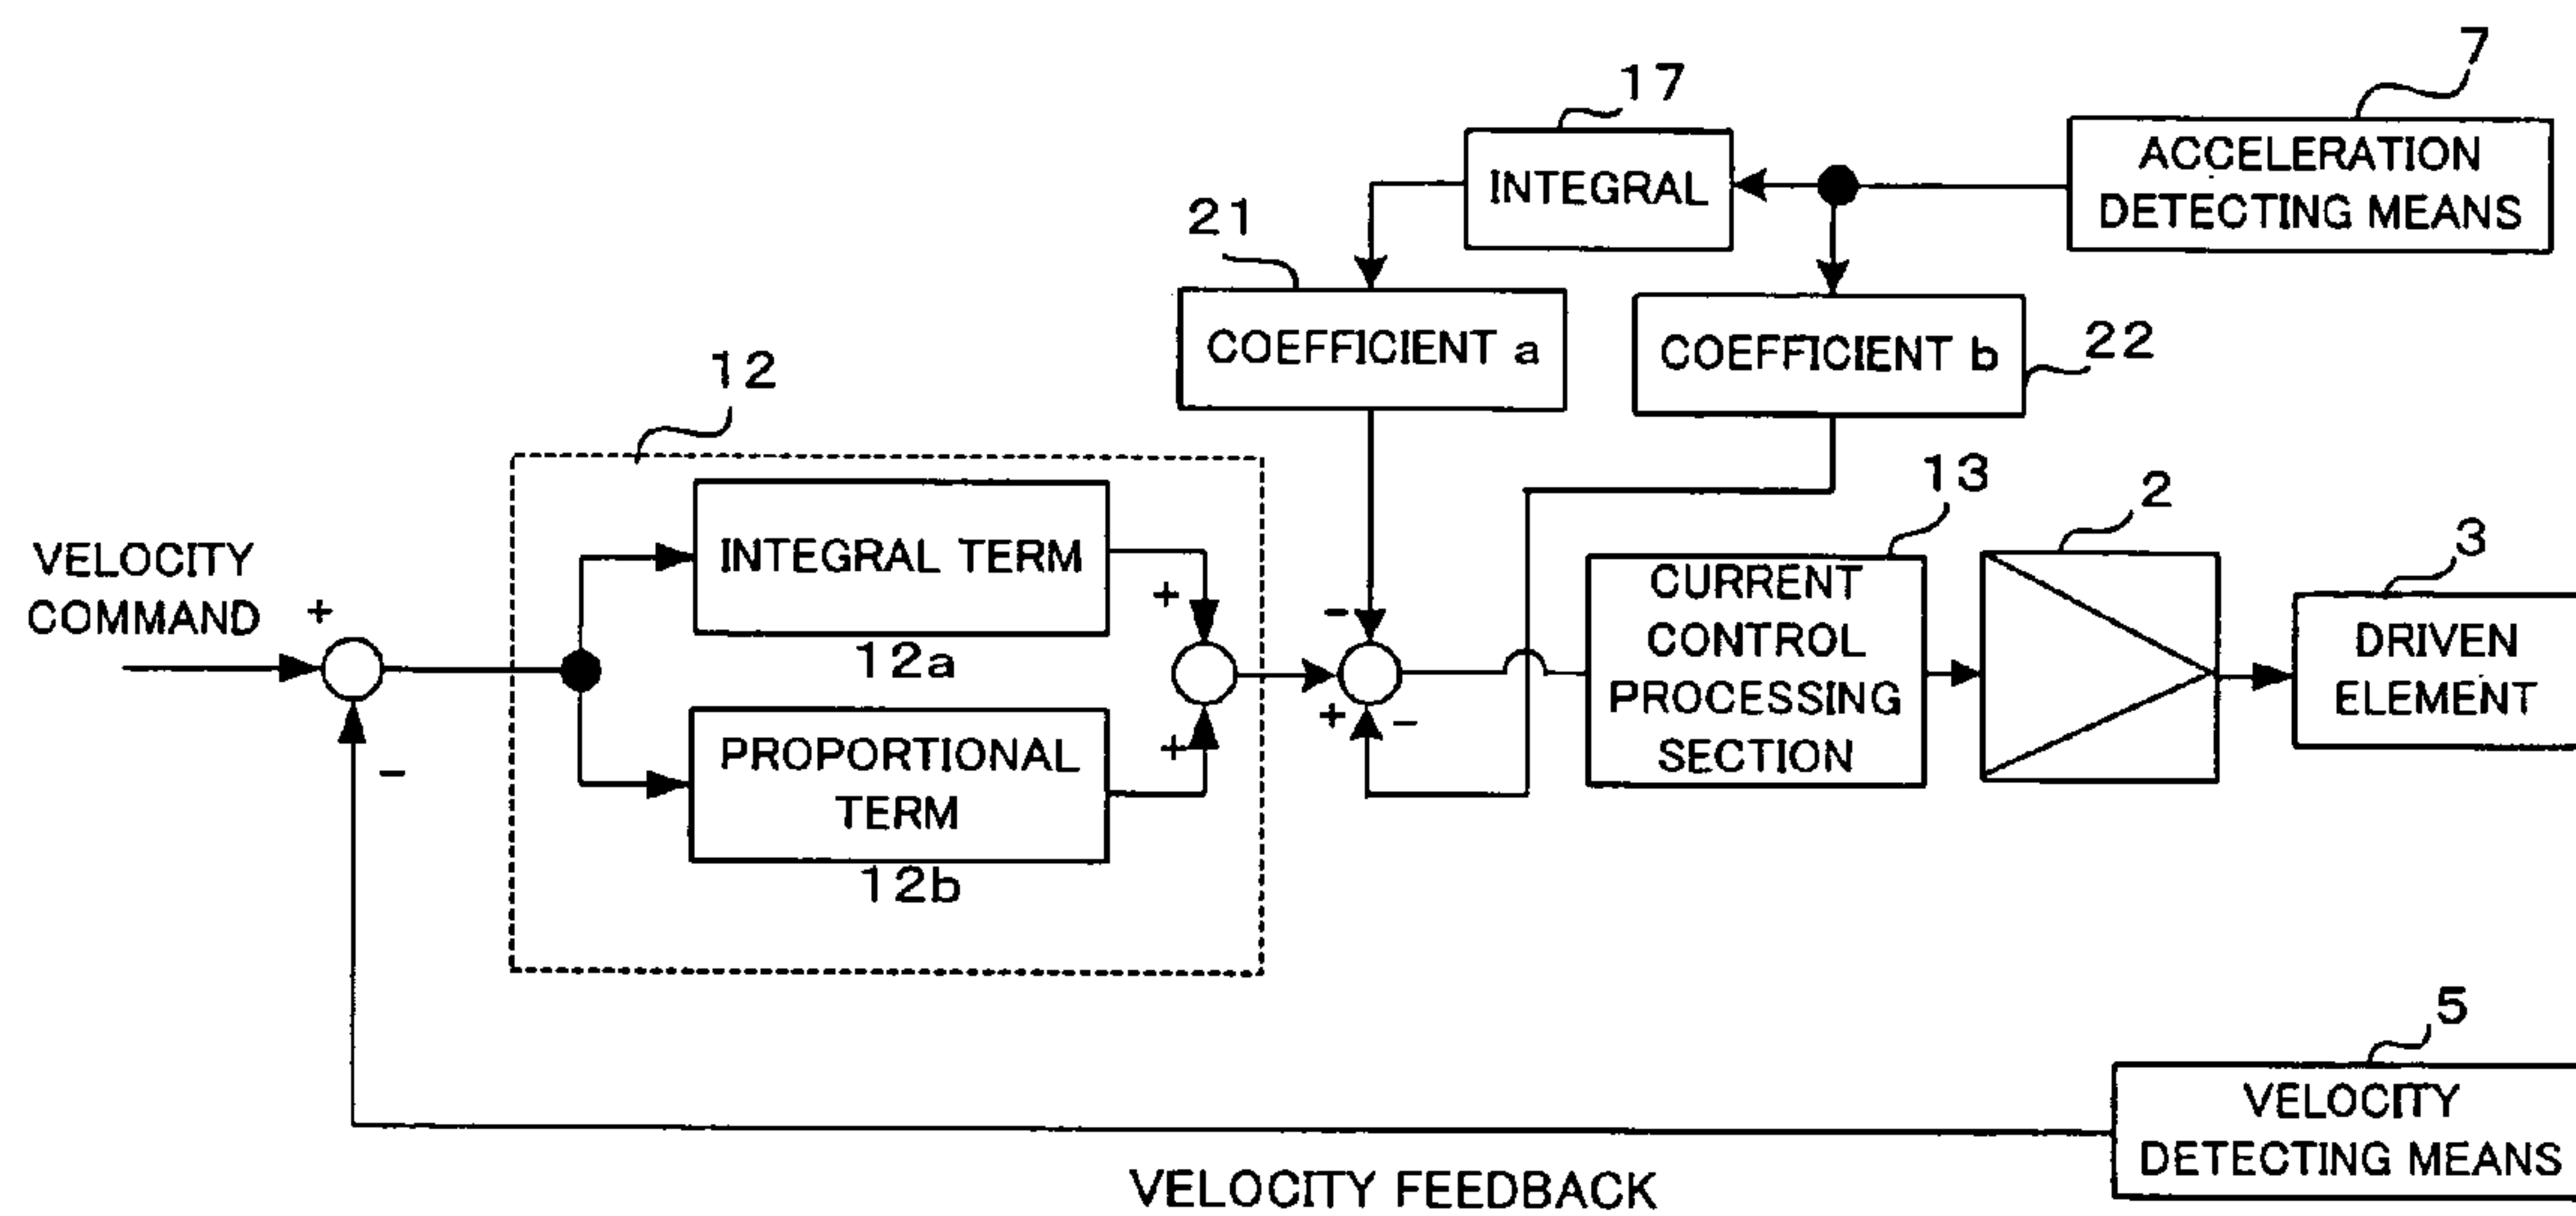 7
17
ACCELERATION
DETECTING MEANS
INTEGRAL
21
COEFFICIENT a
COEFFICIENT b
22
12
13
2
3
VELOCITY
COMMAND
+
-
INTEGRAL TERM
12a
PROPORTIONAL
TERM
12b
+
+
-
+
-
CURRENT
CONTROL
PROCESSING
SECTION
DRIVEN
ELEMENT
5
VELOCITY
DETECTING MEANS
VELOCITY FEEDBACK